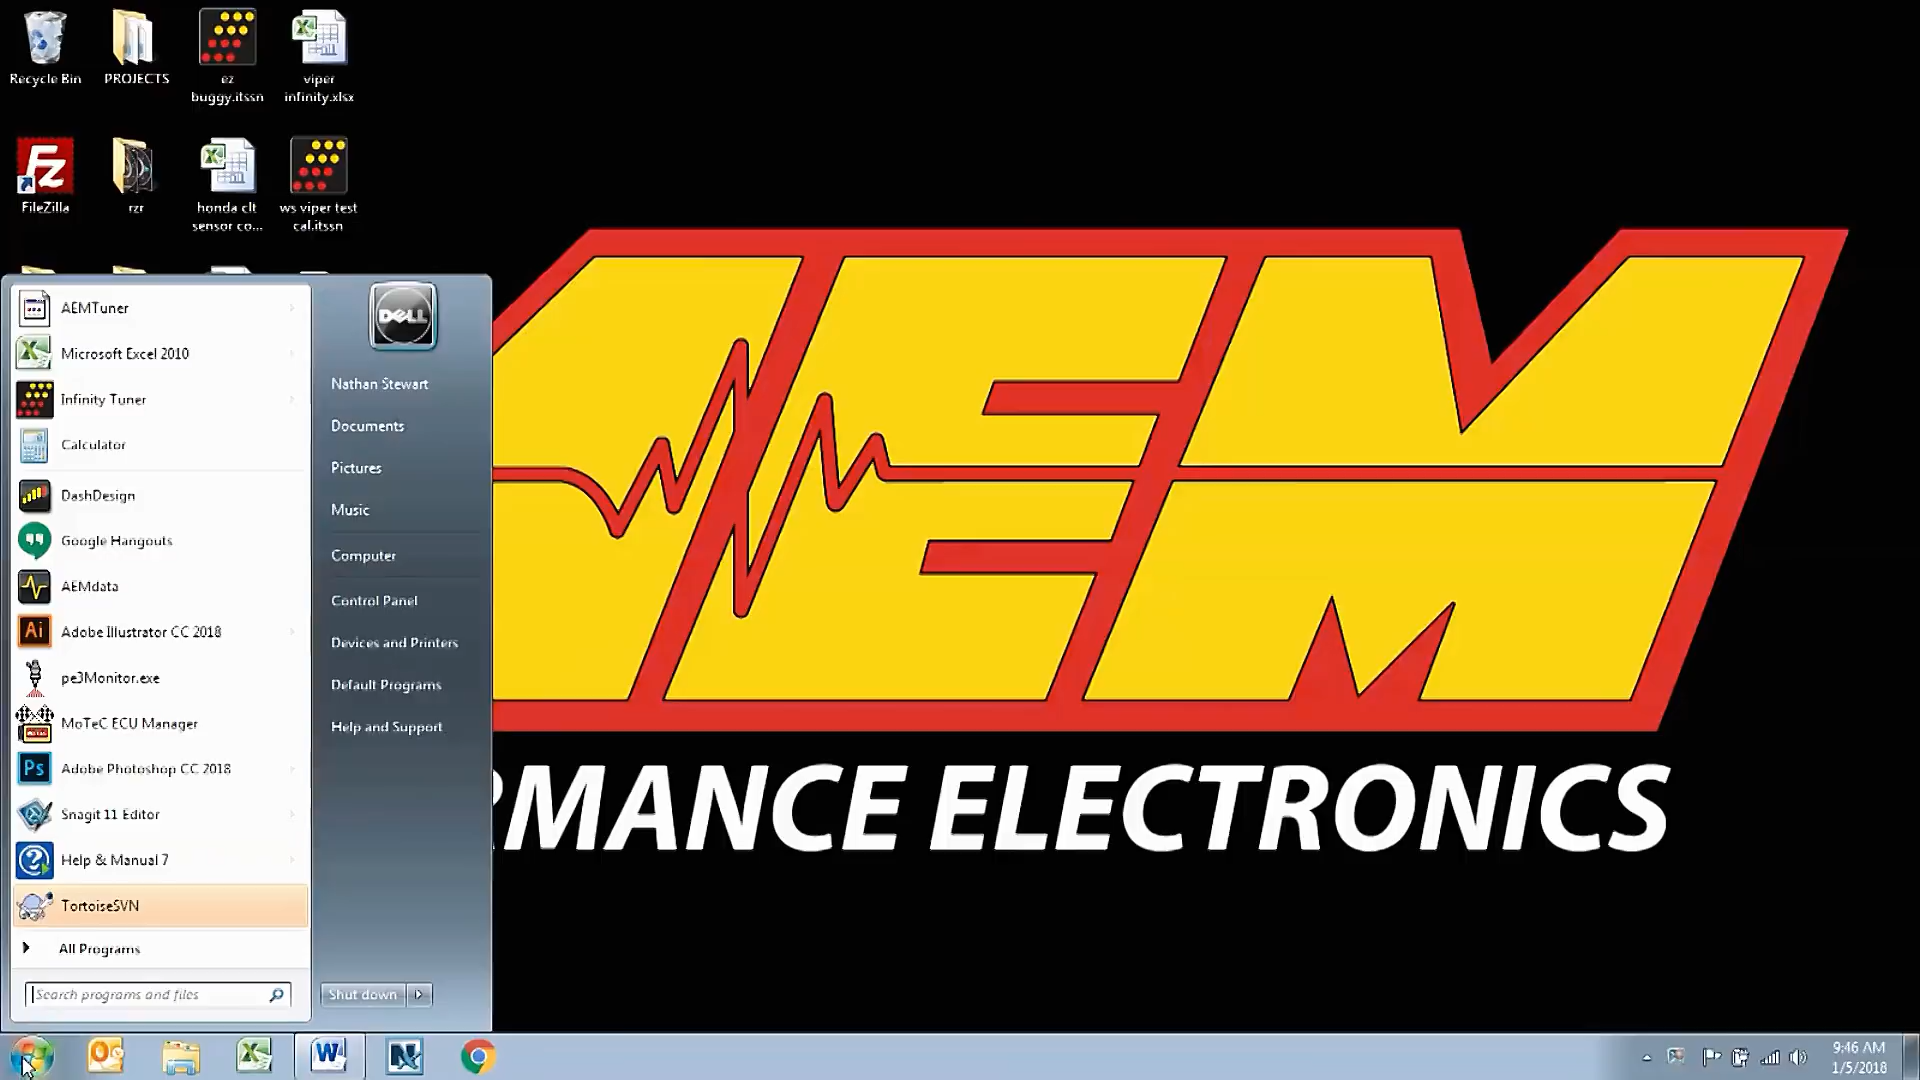 Recycle Bin
PROJECTS
ez
buggy.itssn
viper
infinity.xlsx
Fz
FileZilla
rzr
honda clt
sensor co...
ws viper test
cal.itssn
AEMTuner
Microsoft Excel 2010
Infinity Tuner
Calculator
DashDesign
Google Hangouts
AEMdata
Ai
Adobe Illustrator CC 2018
pe3Monitor.exe
MoTeC ECU Manager
Ps
Adobe Photoshop CC 2018
Snagit 11 Editor
Help & Manual 7
TortoiseSVN
All Programs
Search programs and files
DELL
Nathan Stewart
Documents
Pictures
Music
Computer
Control Panel
Devices and Printers
Default Programs
Help and Support
Shut down
AEM
RMANCE ELECTRONICS
9:46 AM
1/5/2018